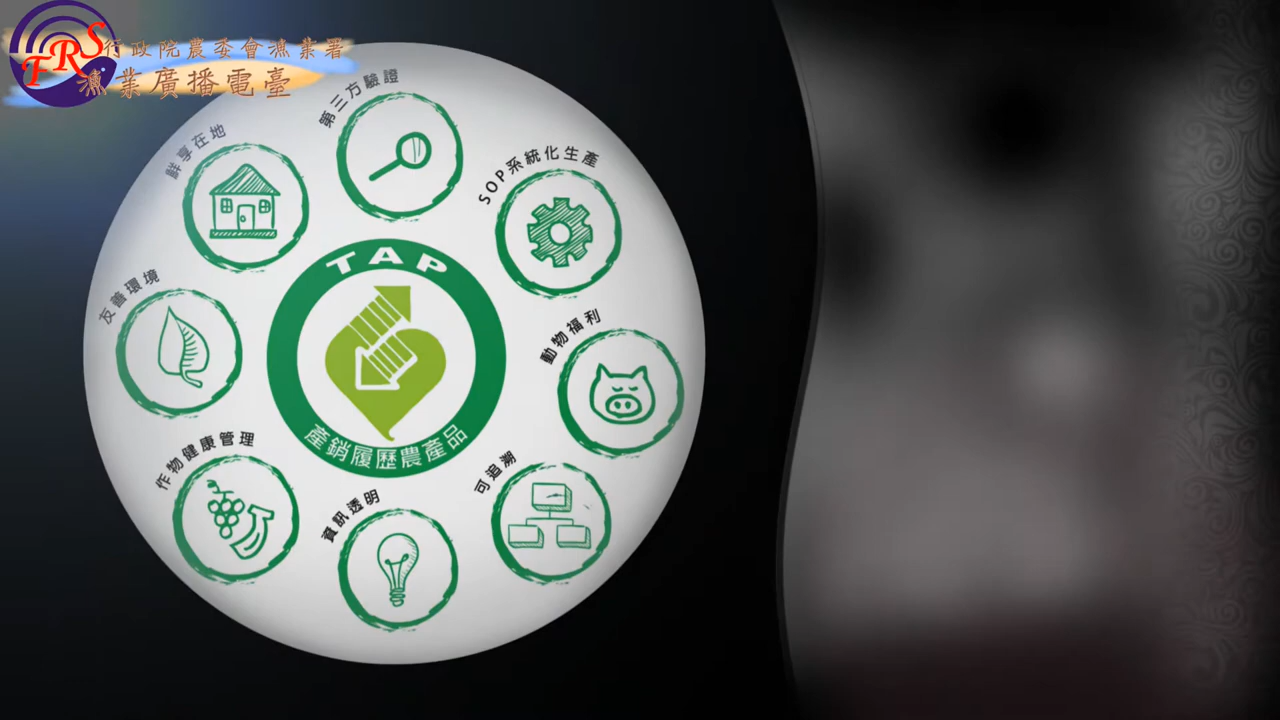 FRS
行政院農委會漁業署
漁業廣播電臺
第三方驗證
鮮享在地
SOP系統化生產
友善環境
TAP
產銷履歷農產品
動物福利
作物健康管理
可追溯
資訊透明